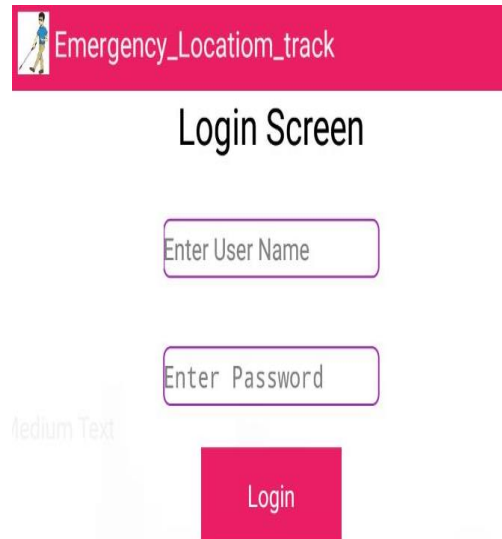 Emergency_Locatiom_track
Login Screen
Enter User Name
Enter Password
Medium Text
Login